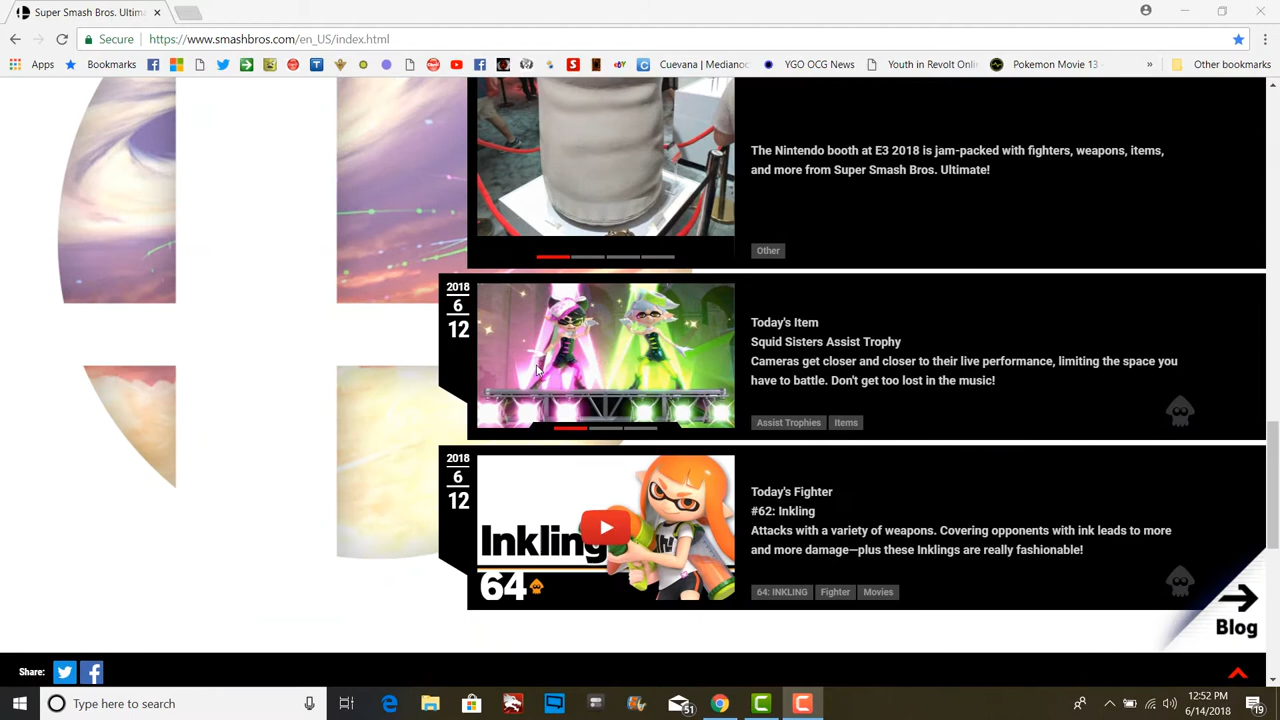 Super Smash Bros. Ultima
Secure
https://www.smashbros.com/en_US/index.html
Apps
Bookmarks
Cuevana | Mediano
YGO OCG News
Youth in Revolt Onli
Pokemon Movie 13 -
»
Other bookmarks
The Nintendo booth at E3 2018 is jam-packed with fighters, weapons, items,
and more from Super Smash Bros. Ultimate!
Other
2018
6
12
Today's Item
Squid Sisters Assist Trophy
Cameras get closer and closer to their live performance, limiting the space you
have to battle. Don't get too lost in the music!
Assist Trophies
Items
2018
6
12
Inkling
64
Today's Fighter
#62: Inkling
Attacks with a variety of weapons. Covering opponents with ink leads to more
and more damage—plus these Inklings are really fashionable!
64: INKLING
Fighter
Movies
Blog
Share:
Type here to search
51
12:52 PM
6/14/2018
19